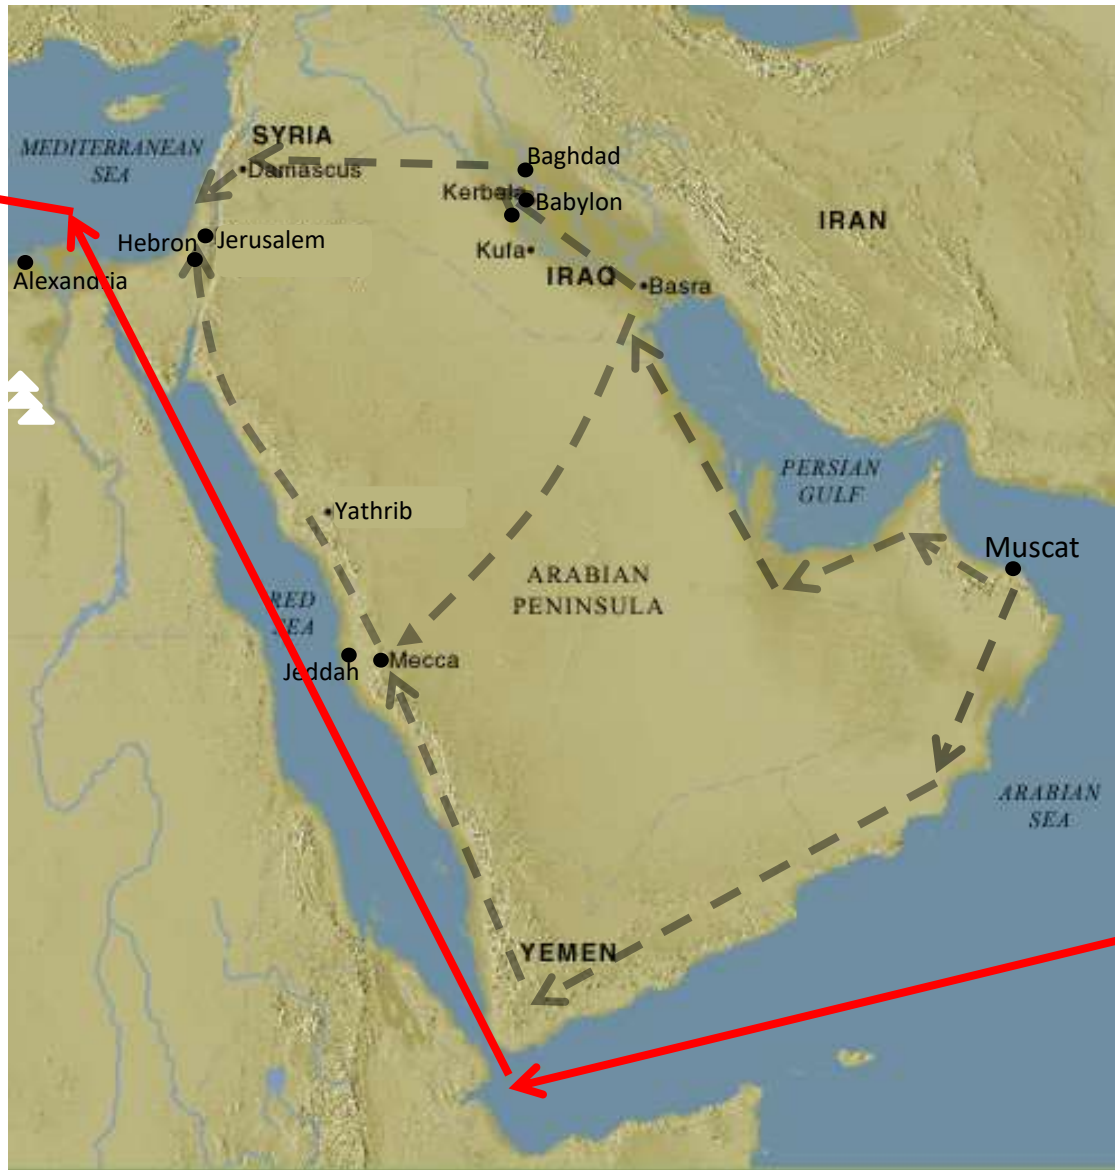 SYRIA
MEDITERRANEAN
SEA
Damascus
Baghdad
Kerbala
Babylon
IRAN
Hebron
Jerusalem
Kufa
Alexandria
IRAQ
Basra
PERSIAN
GULF
Yathrib
Muscat
ARABIAN
PENINSULA
RED
SEA
Mecca
Jeddah
ARABIAN
SEA
YEMEN